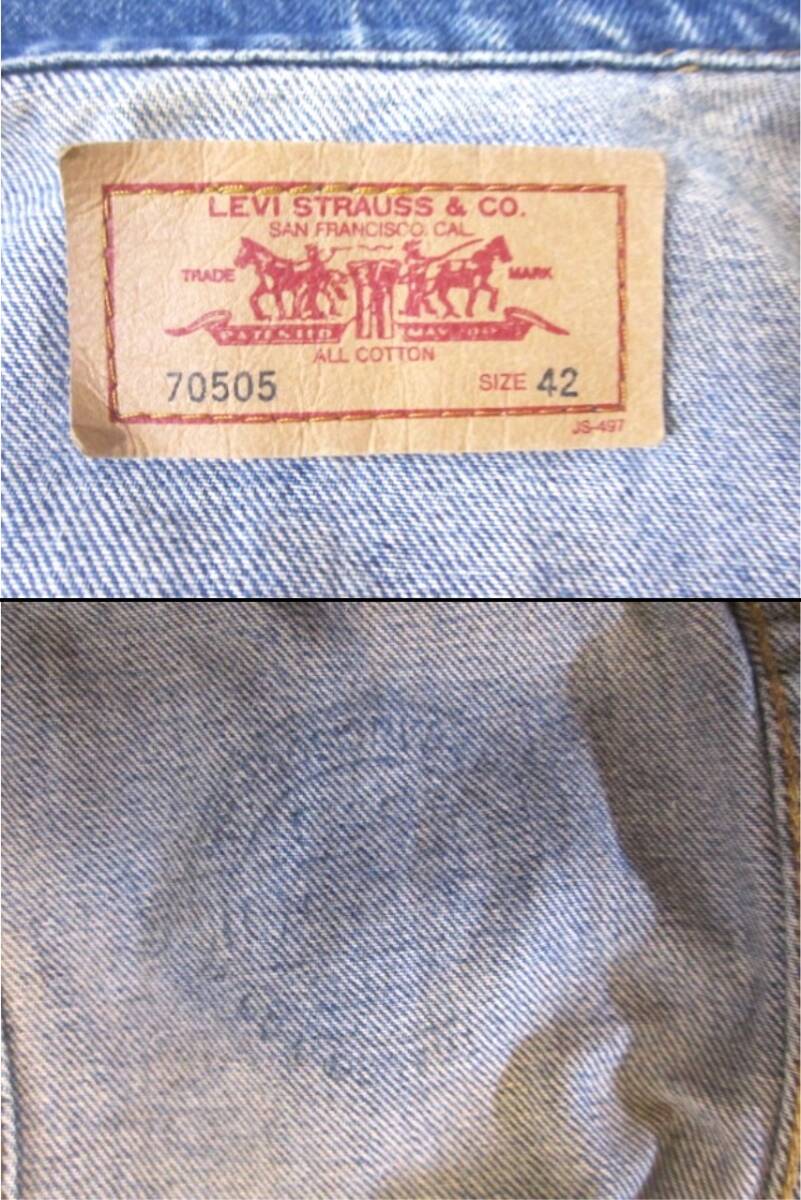 LEVI STRAUSS & CO.
SAN FRANCISCO. CAL.
TRADE MARK
ALL COTTON
70505 SIZE 42
JS-497